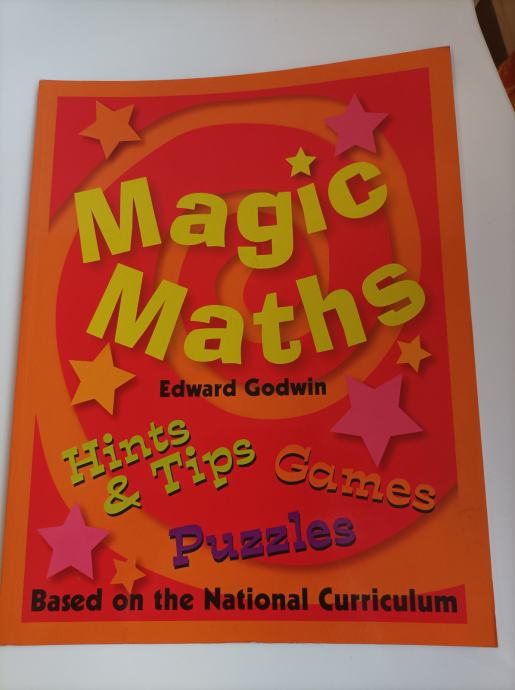 Magic
Maths
Edward Godwin
Hints
& Tips
Games
Puzzles
Based on the National Curriculum